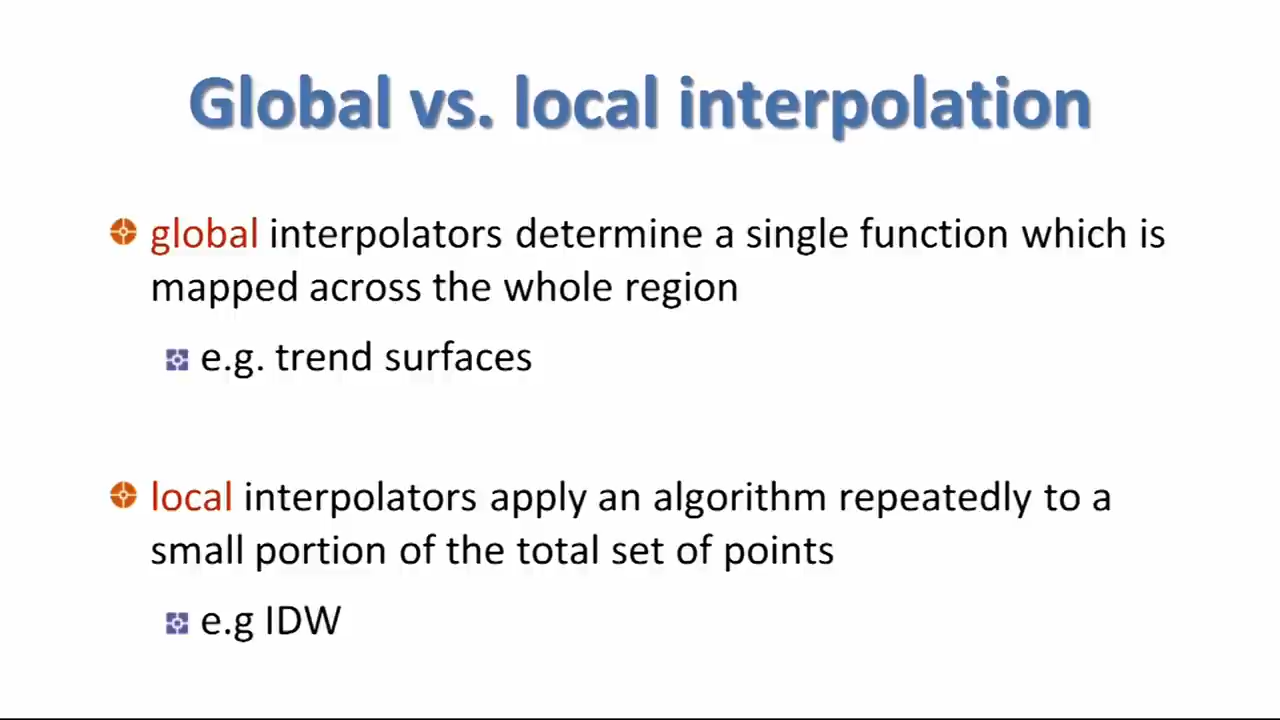 Global vs. local interpolation
global interpolators determine a single function which is
mapped across the whole region
e.g. trend surfaces
local interpolators apply an algorithm repeatedly to a
small portion of the total set of points
e.g IDW